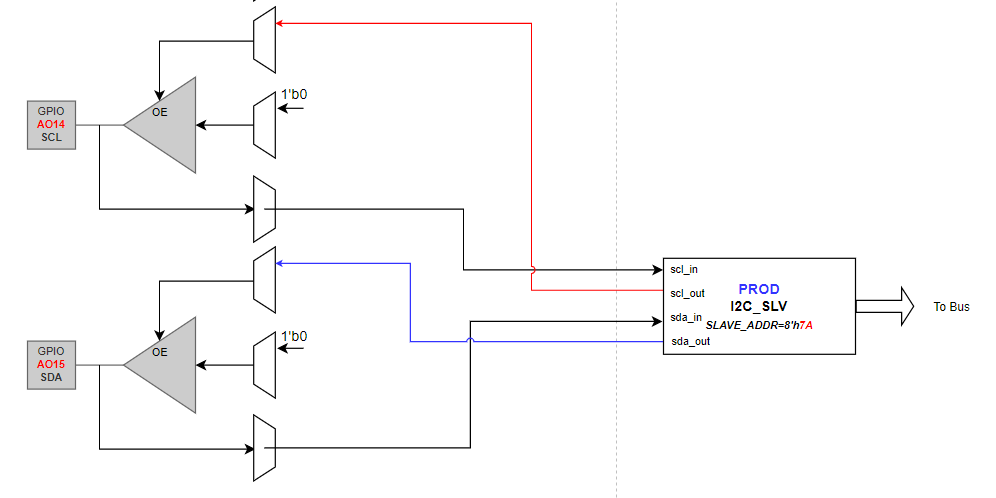 1'b0
OE
GPIO
AO14
SCL
scl_in
scl_out
sda_in
sda_out
PROD
I2C_SLV
SLAVE_ADDR=8'h7A
To Bus
1'b0
OE
GPIO
AO15
SDA